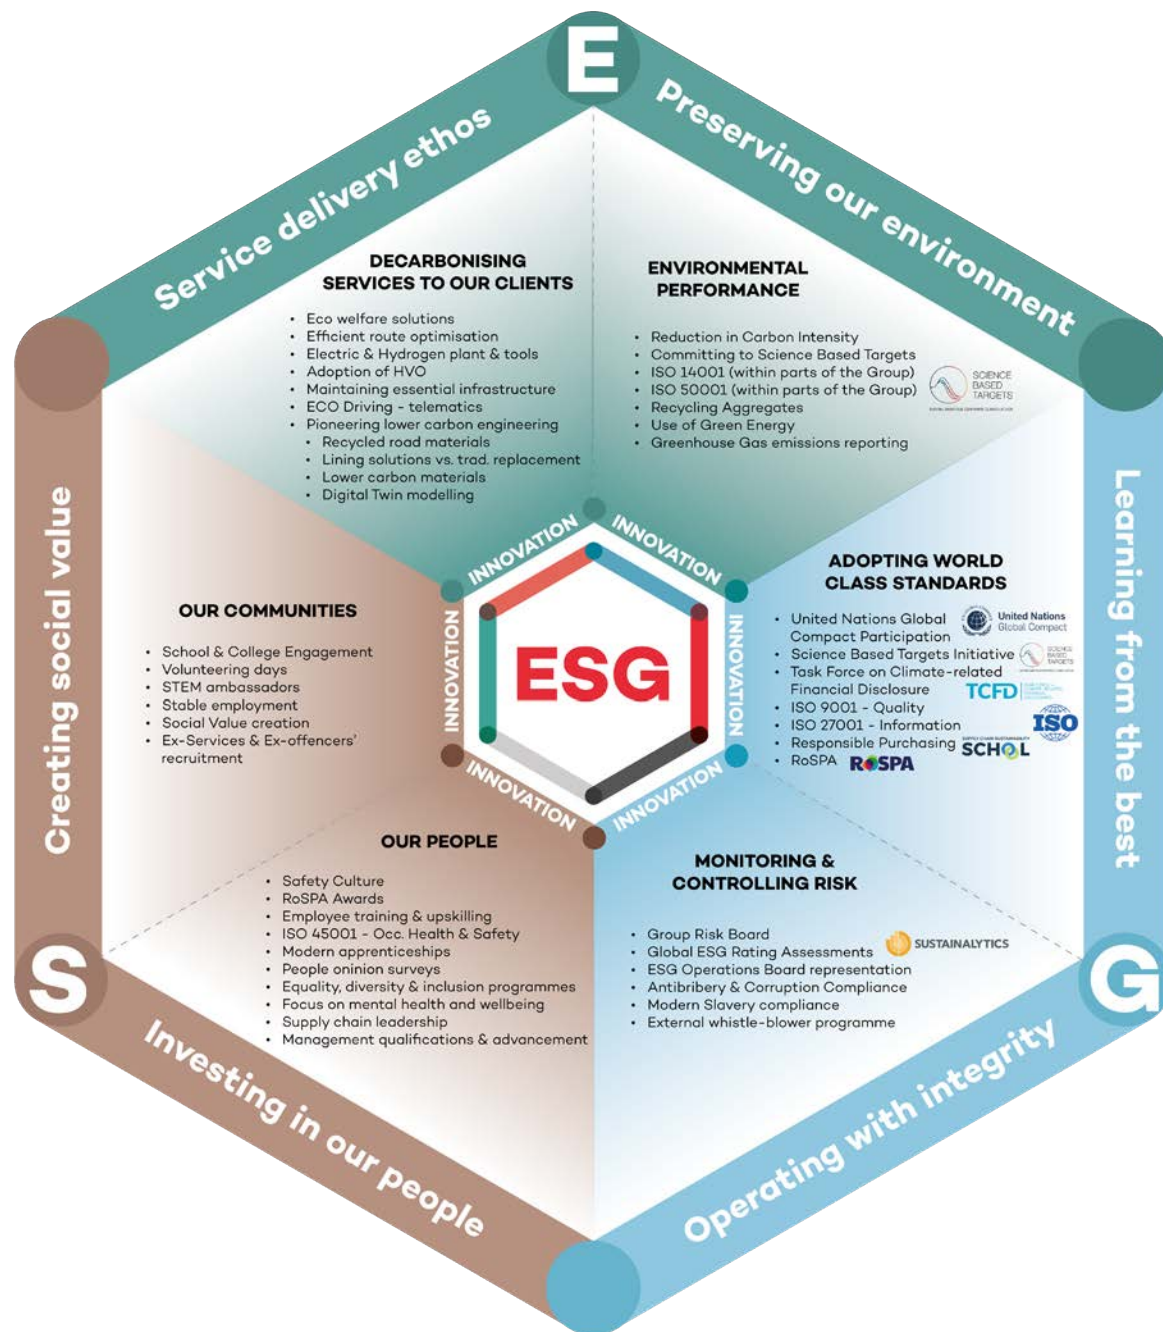 E
Service delivery ethos
Preserving our environment
DECARBONISING
SERVICES TO OUR CLIENTS
• Eco welfare solutions
• Efficient route optimisation
• Electric & Hydrogen plant & tools
• Adoption of HVO
• Maintaining essential infrastructure
• ECO Driving - telematics
• Pioneering lower carbon engineering
• Recycled road materials
• Lining solutions vs. trad. replacement
• Lower carbon materials
• Digital Twin modelling
ENVIRONMENTAL
PERFORMANCE
• Reduction in Carbon Intensity
• Committing to Science Based Targets
• ISO 14001 (within parts of the Group)
• ISO 50001 (within parts of the Group)
• Recycling Aggregates
• Use of Green Energy
• Greenhouse Gas emissions reporting
SCIENCE
BASED
TARGETS
Learning from the best
ADOPTING WORLD
CLASS STANDARDS
• United Nations Global
Compact Participation
• Science Based Targets Initiative
• Task Force on Climate-related
Financial Disclosure
• ISO 9001 - Quality
• ISO 27001 - Information
• Responsible Purchasing
• RoSPA
United Nations
Global Compact
SCIENCE
BASED
TARGETS
TCFD
ISO
SUPPLY CHAIN SUSTAINABILITY
SCHOOL
ROSPA
G
Operating with integrity
MONITORING &
CONTROLLING RISK
• Group Risk Board
• Global ESG Rating Assessments
• ESG Operations Board representation
• Antibribery & Corruption Compliance
• Modern Slavery compliance
• External whistle-blower programme
SUSTAINALYTICS
Investing in our people
OUR PEOPLE
• Safety Culture
• RoSPA Awards
• Employee training & upskilling
• ISO 45001 - Occ. Health & Safety
• Modern apprenticeships
• People oninion surveys
• Equality, diversity & inclusion programmes
• Focus on mental health and wellbeing
• Supply chain leadership
• Management qualifications & advancement
S
Creating social value
OUR COMMUNITIES
• School & College Engagement
• Volunteering days
• STEM ambassadors
• Stable employment
• Social Value creation
• Ex-Services & Ex-offencers'
recruitment
INNOVATION
INNOVATION
INNOVATION
INNOVATION
INNOVATION
INNOVATION
ESG